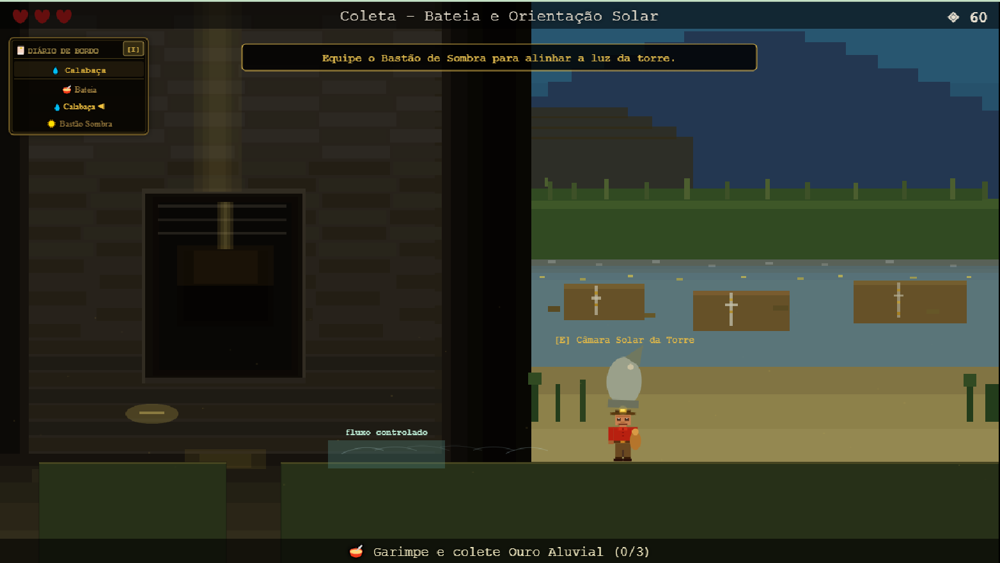 Coleta – Bateia e Orientação Solar
60
DIÁRIO DE BORDO [I]
Calabaça
Bateia
Calabaça
Bastão Sombra
Equipe o Bastão de Sombra para alinhar a luz da torre.
[E] Câmara Solar da Torre
fluxo controlado
Garimpe e colete Ouro Aluvial (0/3)